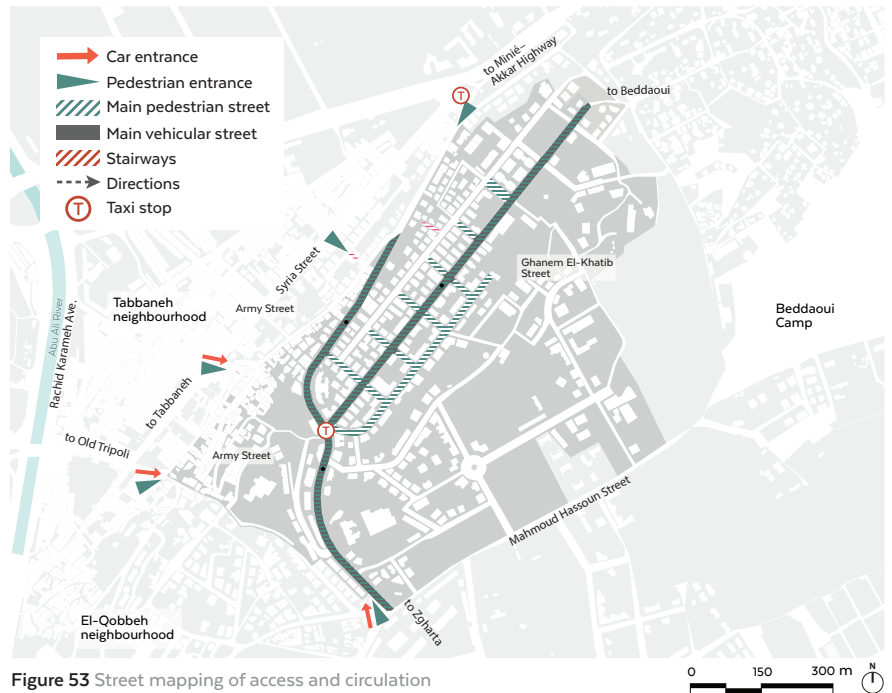 Car entrance
Pedestrian entrance
Main pedestrian street
Main vehicular street
Stairways
Directions
T
Taxi stop
to Minié–
Akkar Highway
T
to Beddaoui
Syria Street
Ghanem El-Khatib
Street
Tabbaneh
neighbourhood
Army Street
Beddaoui
Camp
Abu Ali River
Rachid Karameh Ave.
to Tabbaneh
to Old Tripoli
T
Army Street
Mahmoud Hassoun Street
to Zgharta
El-Qobbeh
neighbourhood
Figure 53 Street mapping of access and circulation
0 150 300 m
N